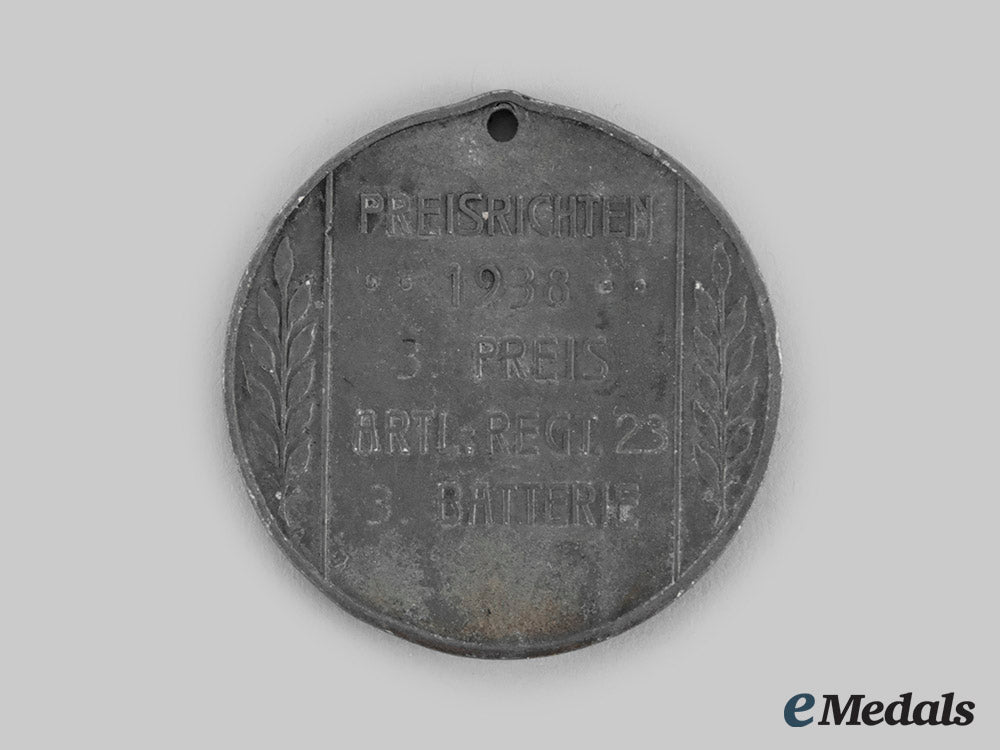 PREISRICHTEN
·· 1938 ··
3. PREIS
ARTL: REGT. 23
3. BATTERIE
eMedals